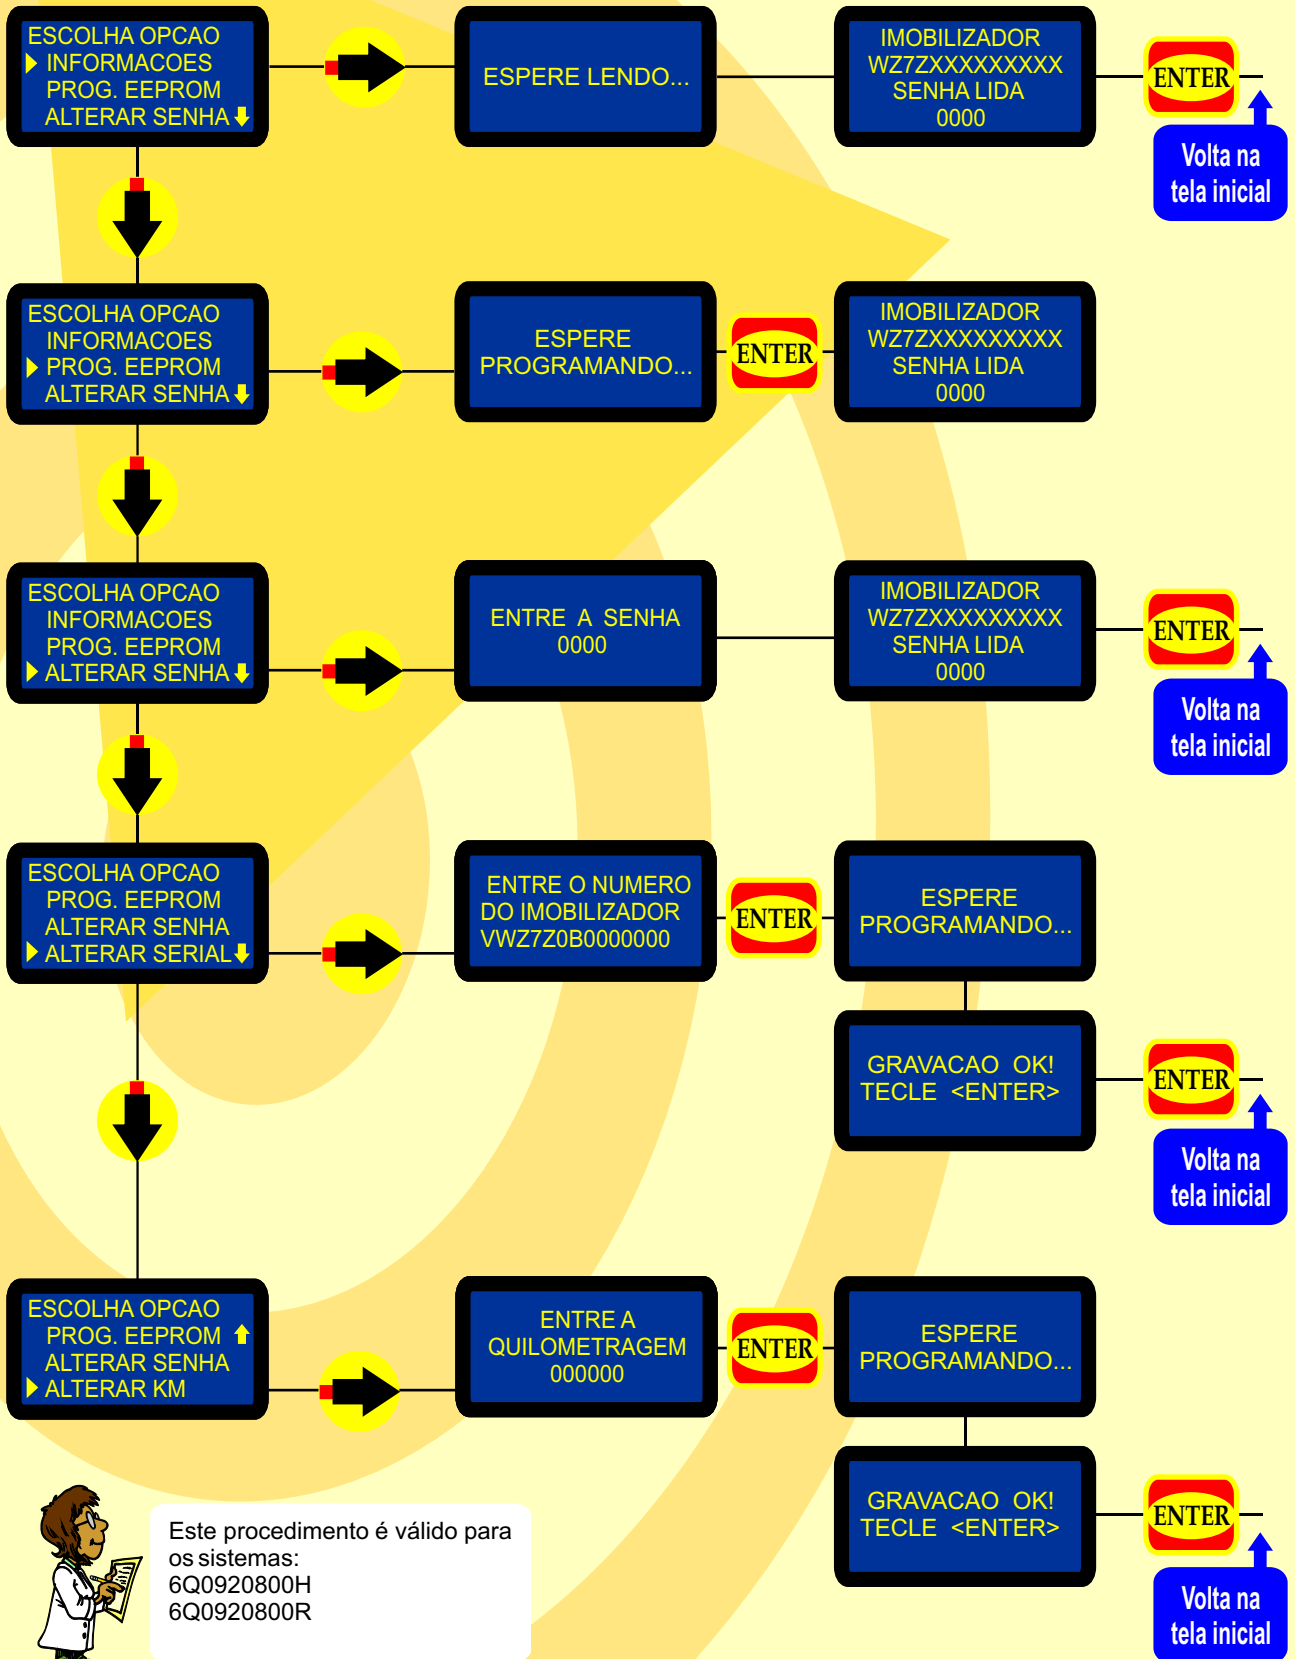 ESCOLHA OPCAO
INFORMACOES
PROG. EEPROM
ALTERAR SENHA
ESPERE LENDO...
IMOBILIZADOR
WZ7ZXXXXXXXXX
SENHA LIDA
0000
ENTER
Volta na
tela inicial
ESCOLHA OPCAO
INFORMACOES
PROG. EEPROM
ALTERAR SENHA
ESPERE
PROGRAMANDO...
ENTER
IMOBILIZADOR
WZ7ZXXXXXXXXX
SENHA LIDA
0000
ESCOLHA OPCAO
INFORMACOES
PROG. EEPROM
ALTERAR SENHA
ENTRE A SENHA
0000
IMOBILIZADOR
WZ7ZXXXXXXXXX
SENHA LIDA
0000
ENTER
Volta na
tela inicial
ESCOLHA OPCAO
PROG. EEPROM
ALTERAR SENHA
ALTERAR SERIAL
ENTRE O NUMERO
DO IMOBILIZADOR
VWZ7Z0B0000000
ENTER
ESPERE
PROGRAMANDO...
GRAVACAO OK!
TECLE <ENTER>
ENTER
Volta na
tela inicial
ESCOLHA OPCAO
PROG. EEPROM
ALTERAR SENHA
ALTERAR KM
ENTRE A
QUILOMETRAGEM
000000
ENTER
ESPERE
PROGRAMANDO...
GRAVACAO OK!
TECLE <ENTER>
ENTER
Volta na
tela inicial
Este procedimento é válido para
os sistemas:
6Q0920800H
6Q0920800R